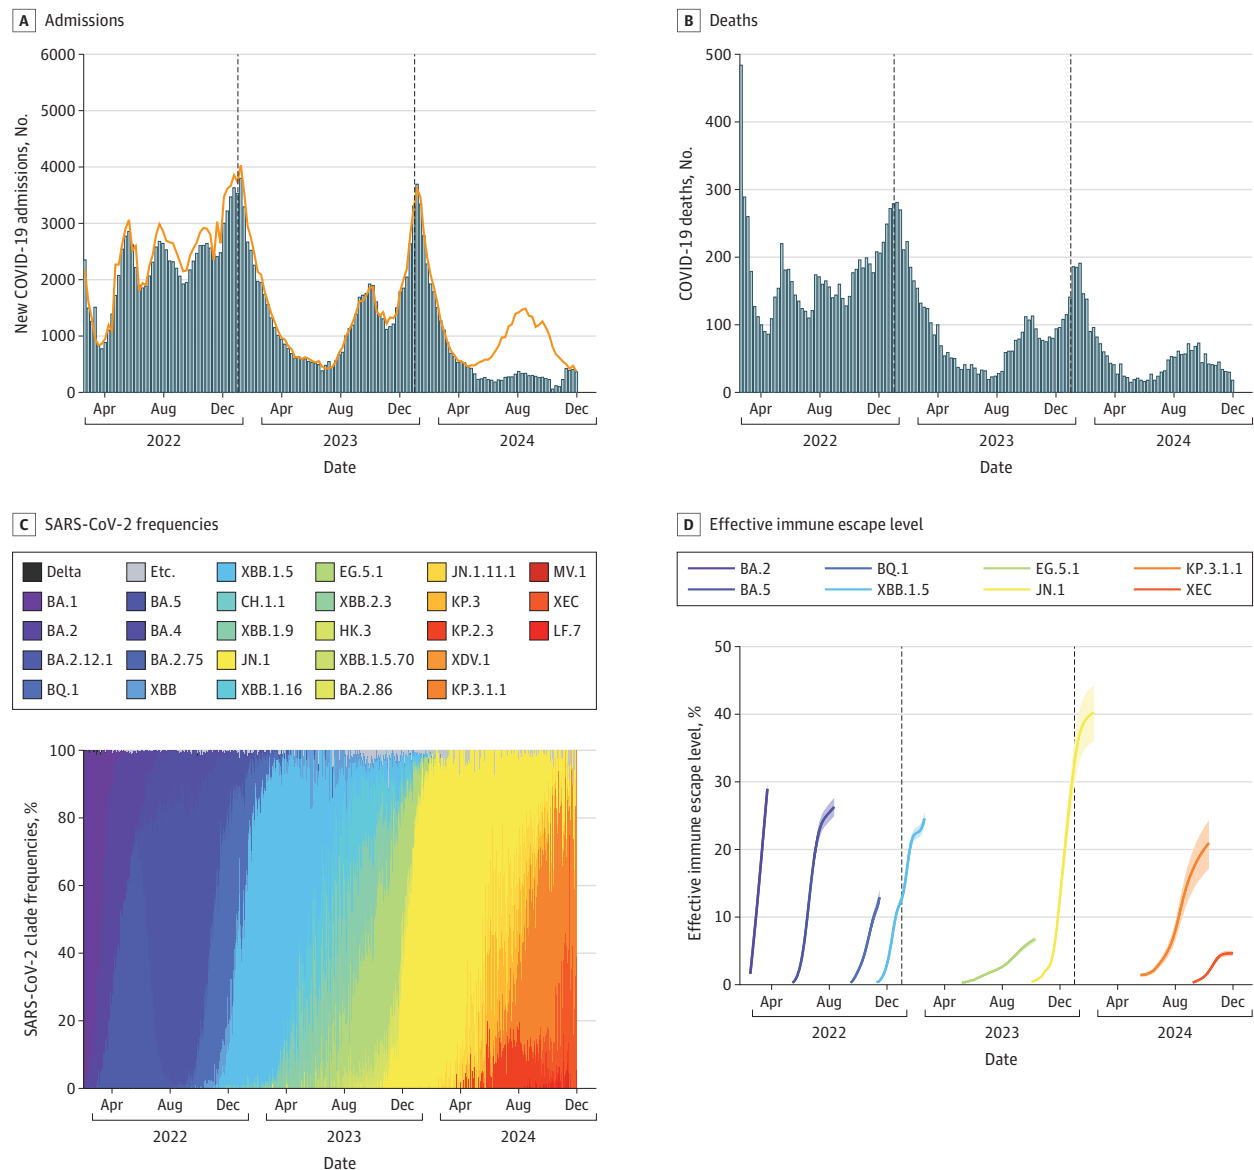 A Admissions
New COVID-19 admissions, No.
6000
5000
4000
3000
2000
1000
0
Apr Aug Dec Apr Aug Dec Apr Aug Dec
2022 2023 2024
Date
B Deaths
COVID-19 deaths, No.
500
400
300
200
100
0
Apr Aug Dec Apr Aug Dec Apr Aug Dec
2022 2023 2024
Date
C SARS-CoV-2 frequencies
Delta Etc. XBB.1.5 EG.5.1 JN.1.11.1 MV.1
BA.1 BA.5 CH.1.1 XBB.2.3 KP.3 XEC
BA.2 BA.4 XBB.1.9 HK.3 KP.2.3 LF.7
BA.2.12.1 BA.2.75 JN.1 XBB.1.5.70 XDV.1
BQ.1 XBB XBB.1.16 BA.2.86 KP.3.1.1
SARS-CoV-2 clade frequencies, %
100
80
60
40
20
0
Apr Aug Dec Apr Aug Dec Apr Aug Dec
2022 2023 2024
Date
D Effective immune escape level
BA.2 BQ.1 EG.5.1 KP.3.1.1
BA.5 XBB.1.5 JN.1 XEC
Effective immune escape level, %
50
40
30
20
10
0
Apr Aug Dec Apr Aug Dec Apr Aug Dec
2022 2023 2024
Date